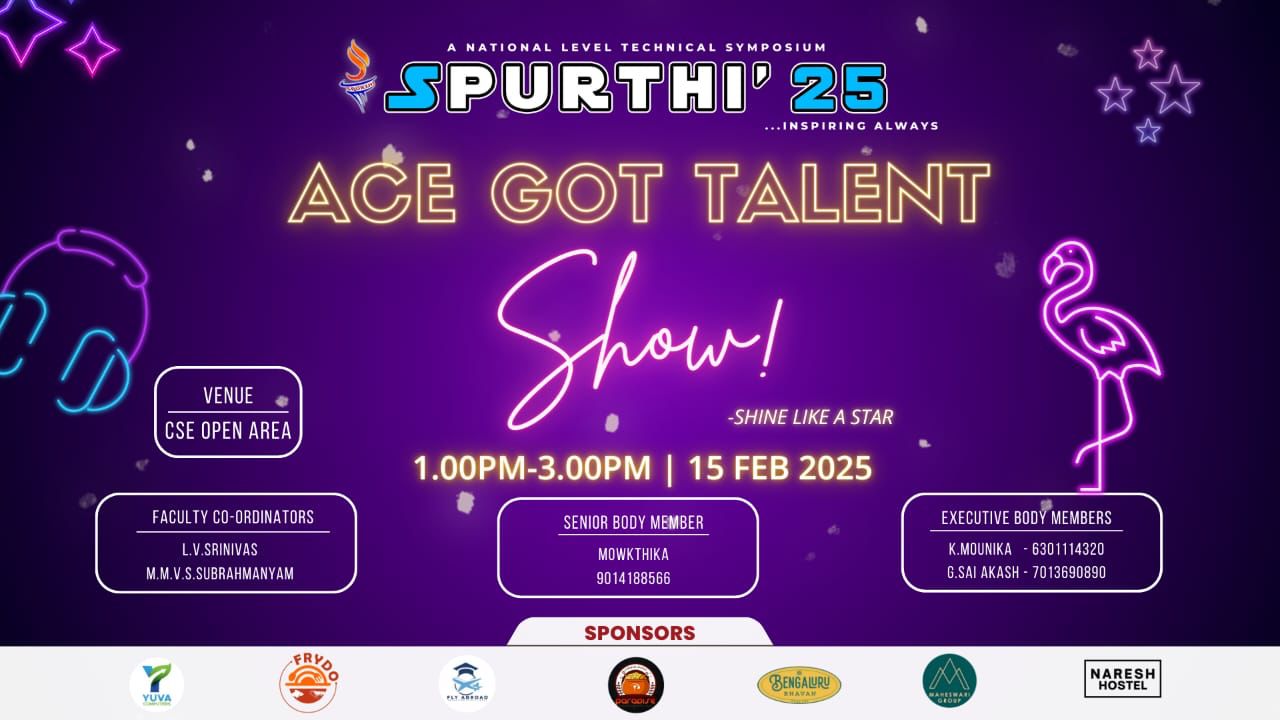 A NATIONAL LEVEL TECHNICAL SYMPOSIUM
SPURTHI' 25
...INSPIRING ALWAYS
ACE GOT TALENT
Show!
-SHINE LIKE A STAR
1.00PM-3.00PM | 15 FEB 2025
VENUE
CSE OPEN AREA
FACULTY CO-ORDINATORS
L.V.SRINIVAS
M.M.V.S.SUBRAHMANYAM
SENIOR BODY MEMBER
MOWKTHIKA
9014188566
EXECUTIVE BODY MEMBERS
K.MOUNIKA - 6301114320
G.SAI AKASH - 7013690890
SPONSORS
YUVA
COMPUTERS
FRYDO
FLY ABROAD
PARADISE
BENGALURU
BHAVAN
MAHESWARI
GROUP
NARESH
HOSTEL